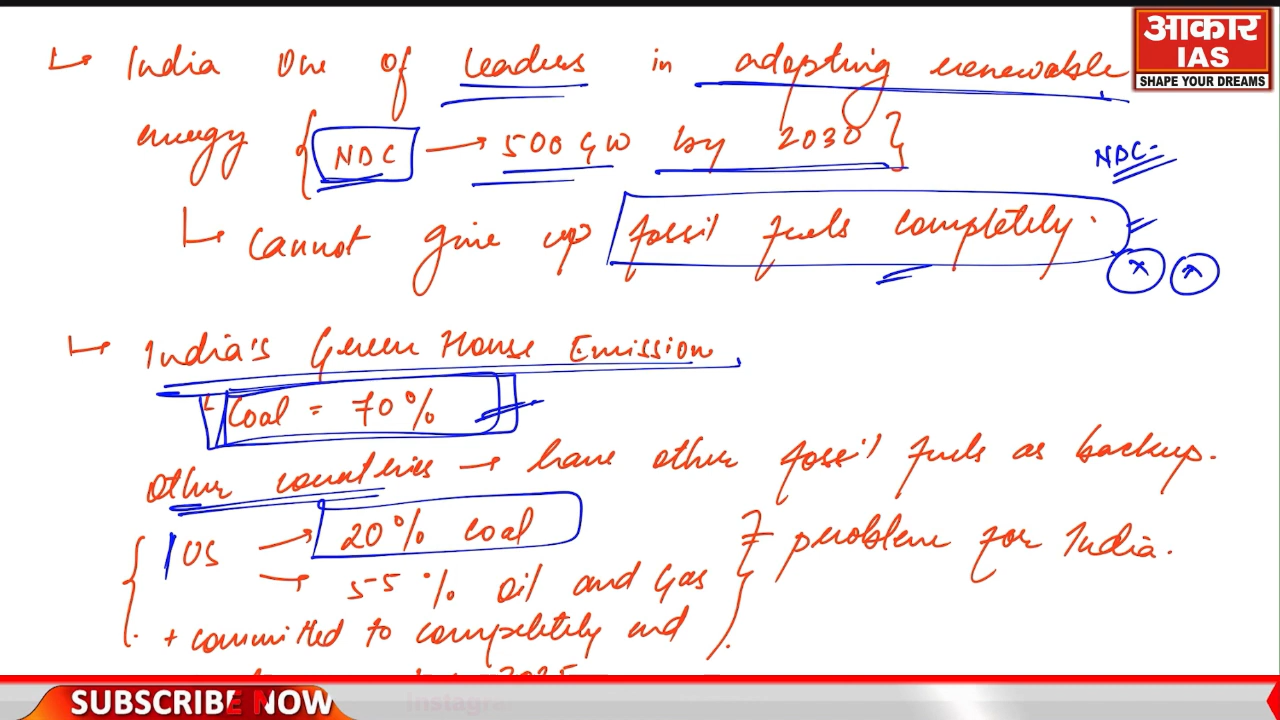 आकार
IAS
SHAPE YOUR DREAMS
↳ India one of leaders in adopting renewable
energy { NDC → 500 GW by 2030 }
NDC
↳ cannot give up fossil fuels completely.
↳ India's Green House Emission
↳ Coal = 70%
other countries → have other fossil fuels as backup.
US → 20% coal
→ 55% oil and Gas
} problem for India.
+ committed to completely end
2035
SUBSCRIBE NOW